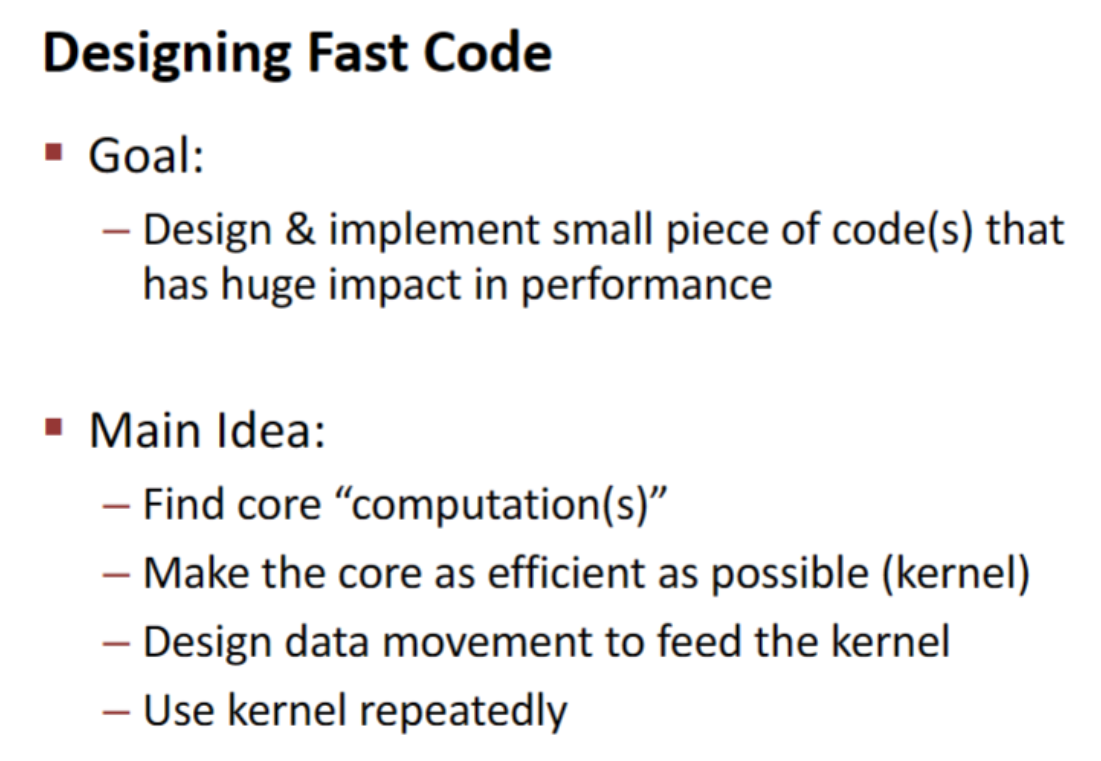 Designing Fast Code
▪ Goal:
– Design & implement small piece of code(s) that
has huge impact in performance
▪ Main Idea:
– Find core “computation(s)”
– Make the core as efficient as possible (kernel)
– Design data movement to feed the kernel
– Use kernel repeatedly